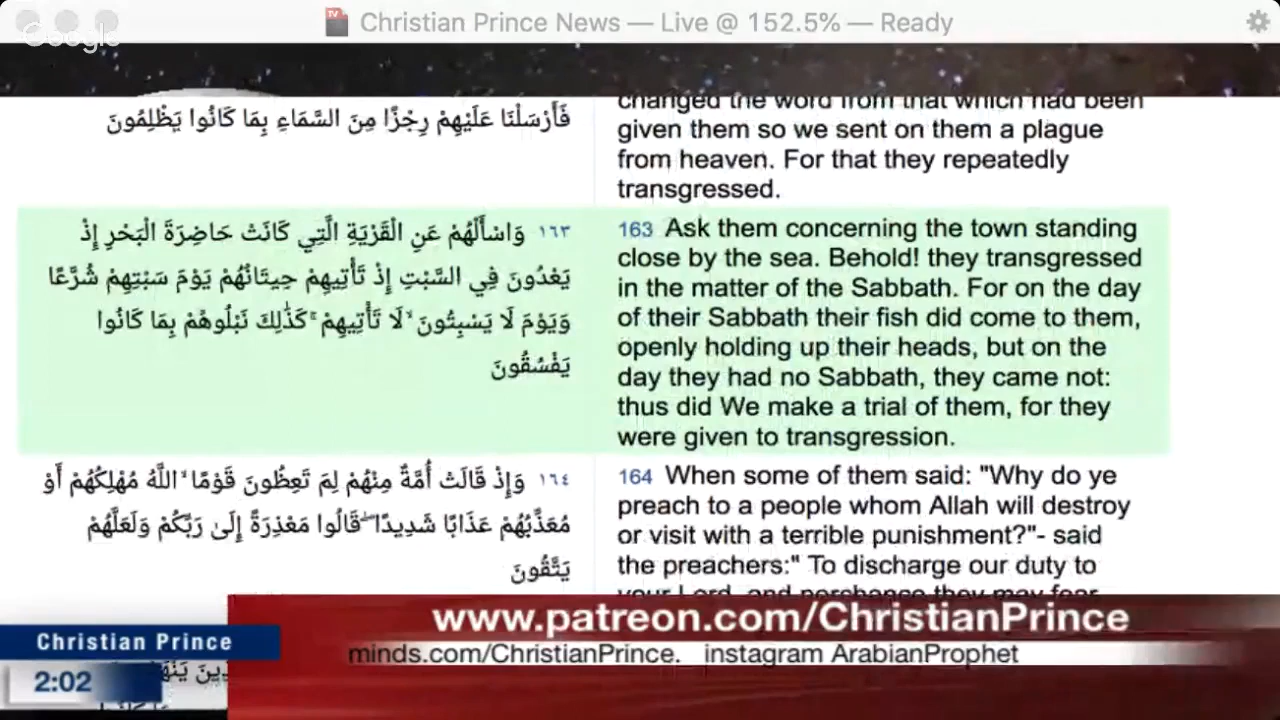 Christian Prince News — Live @ 152.5% — Ready
Google
changed the word from that which had been
given them so we sent on them a plague
from heaven. For that they repeatedly
transgressed.
فَأَرْسَلْنَا عَلَيْهِمْ رِجْزًا مِنَ السَّمَاءِ بِمَا كَانُوا يَظْلِمُونَ
١٦٣ وَاسْأَلْهُمْ عَنِ الْقَرْيَةِ الَّتِي كَانَتْ حَاضِرَةَ الْبَحْرِ إِذْ
يَعْدُونَ فِي السَّبْتِ إِذْ تَأْتِيهِمْ حِيتَانُهُمْ يَوْمَ سَبْتِهِمْ شُرَّعًا
وَيَوْمَ لَا يَسْبِتُونَ ۙ لَا تَأْتِيهِمْ ۚ كَذَٰلِكَ نَبْلُوهُمْ بِمَا كَانُوا
يَفْسُقُونَ
163 Ask them concerning the town standing
close by the sea. Behold! they transgressed
in the matter of the Sabbath. For on the day
of their Sabbath their fish did come to them,
openly holding up their heads, but on the
day they had no Sabbath, they came not:
thus did We make a trial of them, for they
were given to transgression.
١٦٤ وَإِذْ قَالَتْ أُمَّةٌ مِنْهُمْ لِمَ تَعِظُونَ قَوْمًا ۙ اللَّهُ مُهْلِكُهُمْ أَوْ
مُعَذِّبُهُمْ عَذَابًا شَدِيدًا ۖ قَالُوا مَعْذِرَةً إِلَىٰ رَبِّكُمْ وَلَعَلَّهُمْ
يَتَّقُونَ
164 When some of them said: "Why do ye
preach to a people whom Allah will destroy
or visit with a terrible punishment?"- said
the preachers:" To discharge our duty to
your Lord, and perchance they may fear
www.patreon.com/ChristianPrince
Christian Prince
minds.com/ChristianPrince. instagram ArabianProphet
2:02